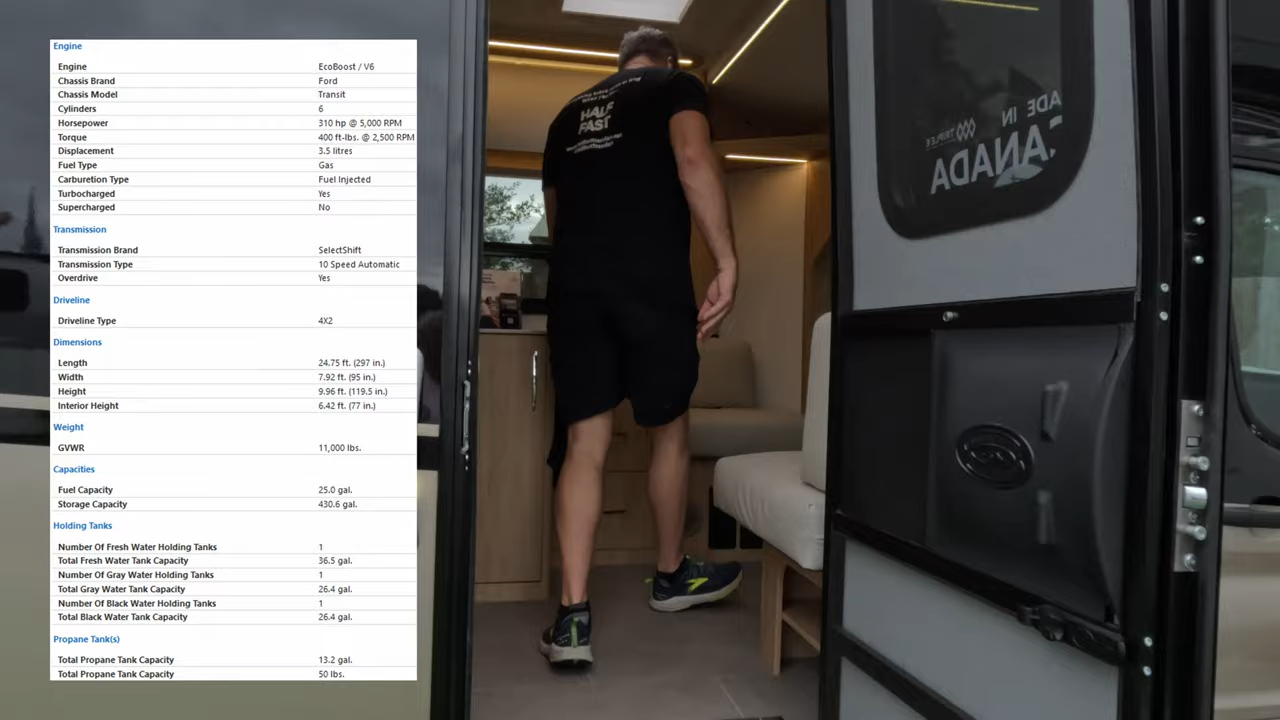 Engine
Engine EcoBoost / V6
Chassis Brand Ford
Chassis Model Transit
Cylinders 6
Horsepower 310 hp @ 5,000 RPM
Torque 400 ft-lbs. @ 2,500 RPM
Displacement 3.5 litres
Fuel Type Gas
Carburetion Type Fuel Injected
Turbocharged Yes
Supercharged No
Transmission
Transmission Brand SelectShift
Transmission Type 10 Speed Automatic
Overdrive Yes
Driveline
Driveline Type 4X2
Dimensions
Length 24.75 ft. (297 in.)
Width 7.92 ft. (95 in.)
Height 9.96 ft. (119.5 in.)
Interior Height 6.42 ft. (77 in.)
Weight
GVWR 11,000 lbs.
Capacities
Fuel Capacity 25.0 gal.
Storage Capacity 430.6 gal.
Holding Tanks
Number Of Fresh Water Holding Tanks 1
Total Fresh Water Tank Capacity 36.5 gal.
Number Of Gray Water Holding Tanks 1
Total Gray Water Tank Capacity 26.4 gal.
Number Of Black Water Holding Tanks 1
Total Black Water Tank Capacity 26.4 gal.
Propane Tank(s)
Total Propane Tank Capacity 13.2 gal.
Total Propane Tank Capacity 50 lbs.
HALF
FAST
TRIPLE E
ADE IN
CANADA